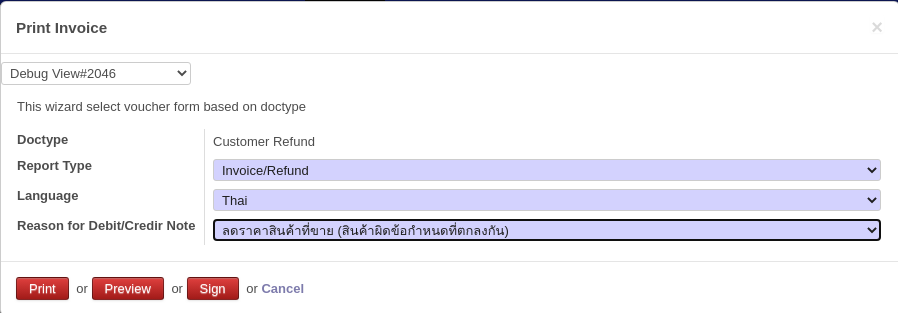 Print Invoice ×
Debug View#2046
This wizard select voucher form based on doctype
Doctype Customer Refund
Report Type Invoice/Refund
Language Thai
Reason for Debit/Credir Note ลดราคาสินค้าที่ขาย (สินค้าผิดข้อกำหนดที่ตกลงกัน)
Print or Preview or Sign or Cancel